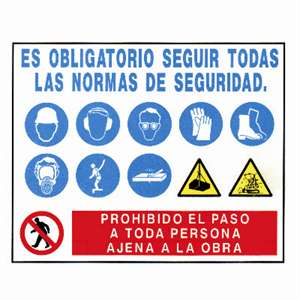 ES OBLIGATORIO SEGUIR TODAS
LAS NORMAS DE SEGURIDAD.
PROHIBIDO EL PASO
A TODA PERSONA
AJENA A LA OBRA